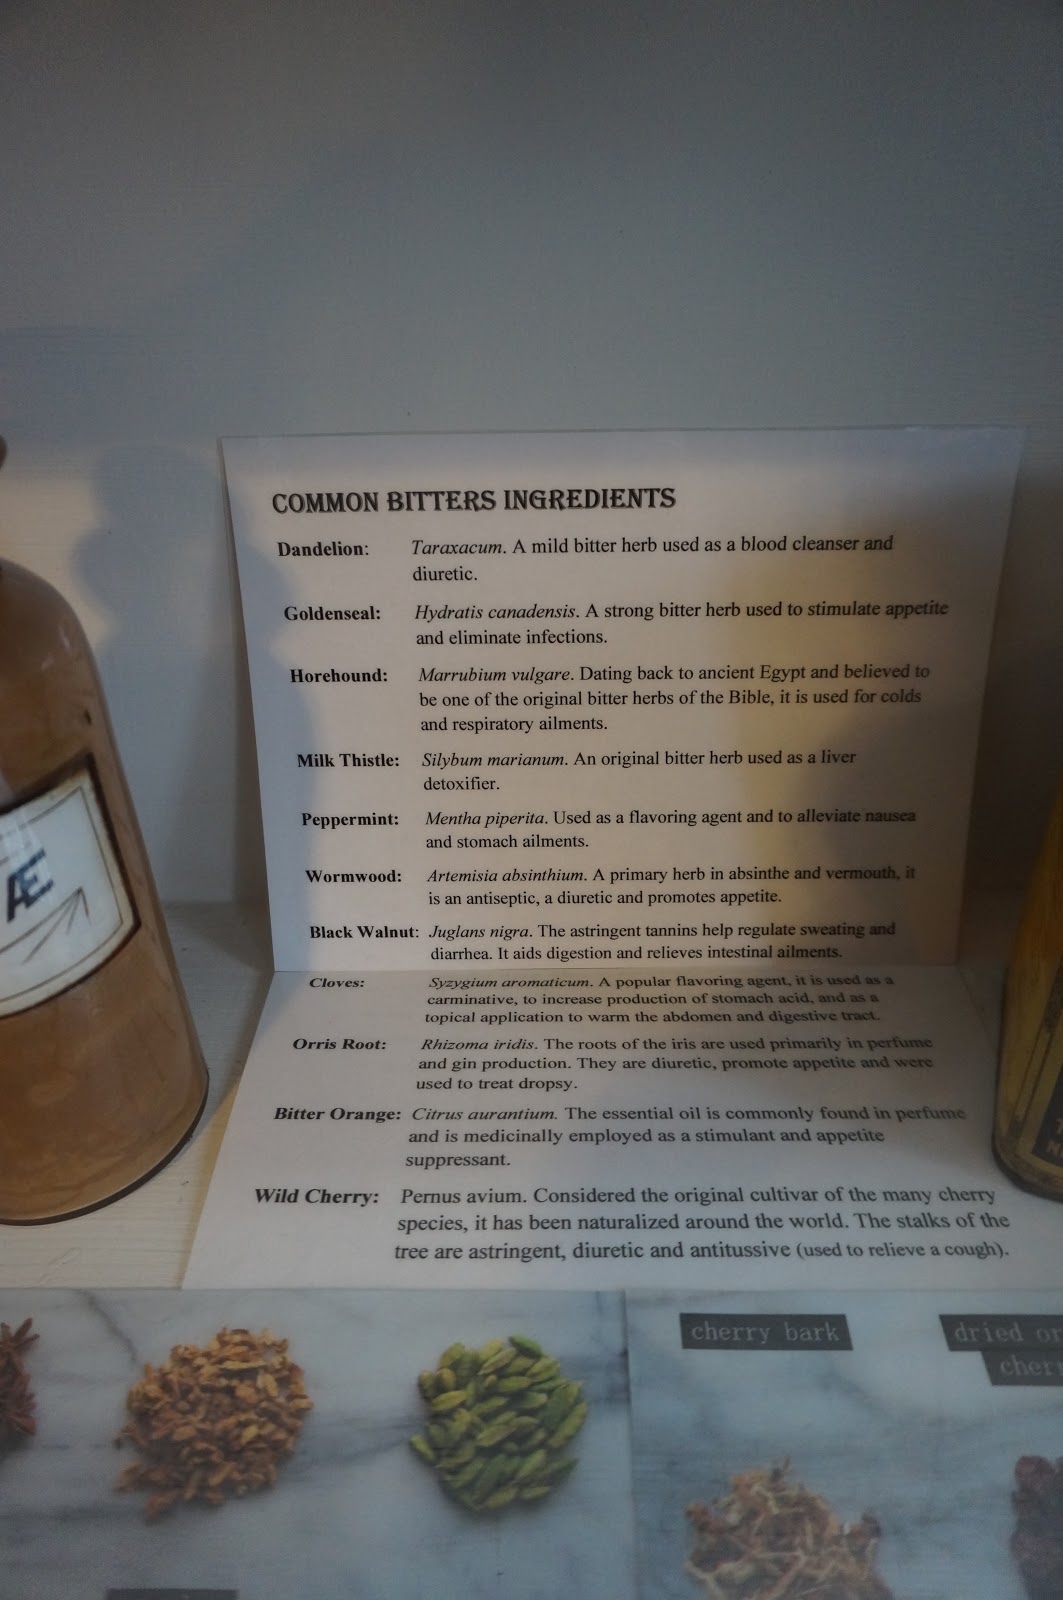 COMMON BITTERS INGREDIENTS
Dandelion: Taraxacum. A mild bitter herb used as a blood cleanser and
diuretic.
Goldenseal: Hydratis canadensis. A strong bitter herb used to stimulate appetite
and eliminate infections.
Horehound: Marrubium vulgare. Dating back to ancient Egypt and believed to
be one of the original bitter herbs of the Bible, it is used for colds
and respiratory ailments.
Milk Thistle: Silybum marianum. An original bitter herb used as a liver
detoxifier.
Peppermint: Mentha piperita. Used as a flavoring agent and to alleviate nausea
and stomach ailments.
Wormwood: Artemisia absinthium. A primary herb in absinthe and vermouth, it
is an antiseptic, a diuretic and promotes appetite.
Black Walnut: Juglans nigra. The astringent tannins help regulate sweating and
diarrhea. It aids digestion and relieves intestinal ailments.
Cloves: Syzygium aromaticum. A popular flavoring agent, it is used as a
carminative, to increase production of stomach acid, and as a
topical application to warm the abdomen and digestive tract.
Orris Root: Rhizoma iridis. The roots of the iris are used primarily in perfume
and gin production. They are diuretic, promote appetite and were
used to treat dropsy.
Bitter Orange: Citrus aurantium. The essential oil is commonly found in perfume
and is medicinally employed as a stimulant and appetite
suppressant.
Wild Cherry: Pernus avium. Considered the original cultivar of the many cherry
species, it has been naturalized around the world. The stalks of the
tree are astringent, diuretic and antitussive (used to relieve a cough).
Æ
cherry bark
dried or
cher